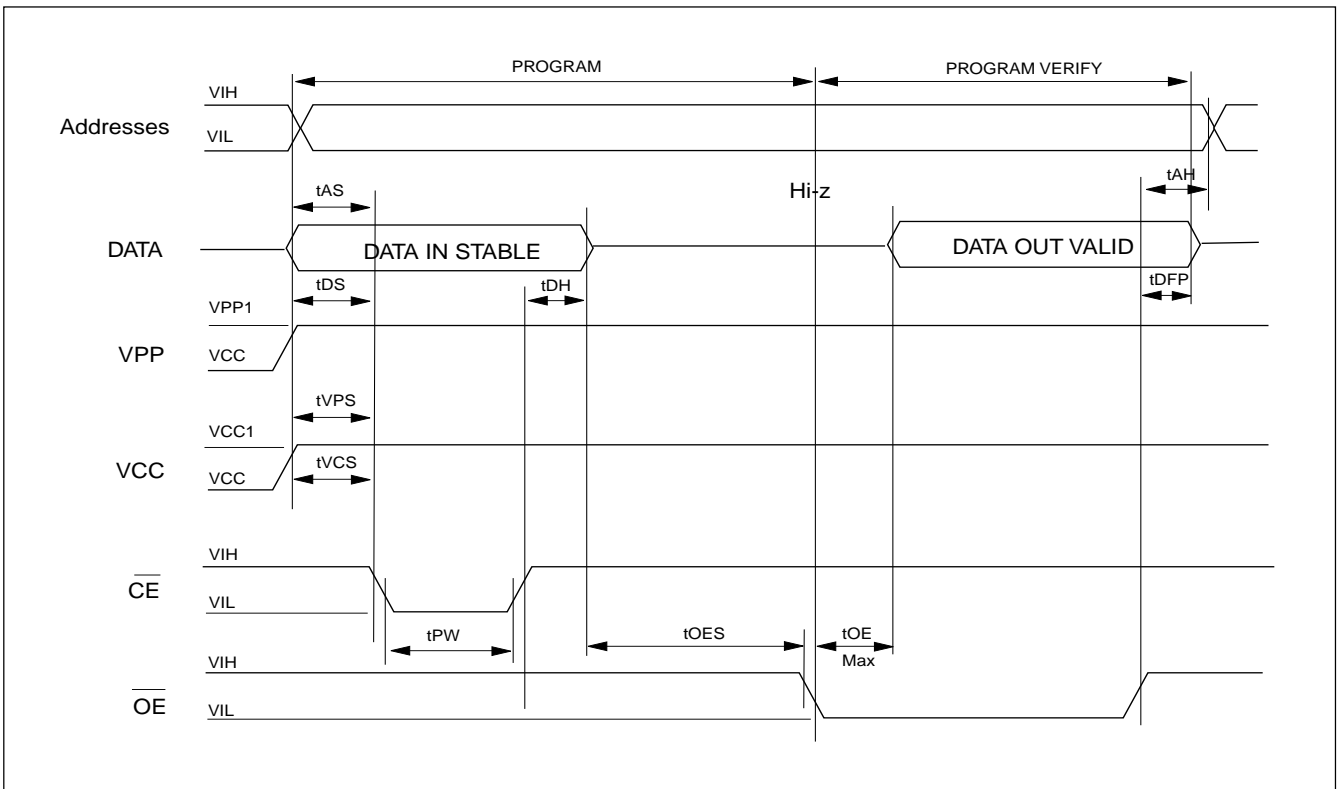 PROGRAM PROGRAM VERIFY
VIH
Addresses
VIL
tAS Hi-z tAH
DATA DATA IN STABLE DATA OUT VALID
tDS tDH tDFP
VPP1
VPP VCC
tVPS
VCC1
VCC VCC tVCS
VIH
CE
VIL
tPW tOES tOE
Max
VIH
OE VIL